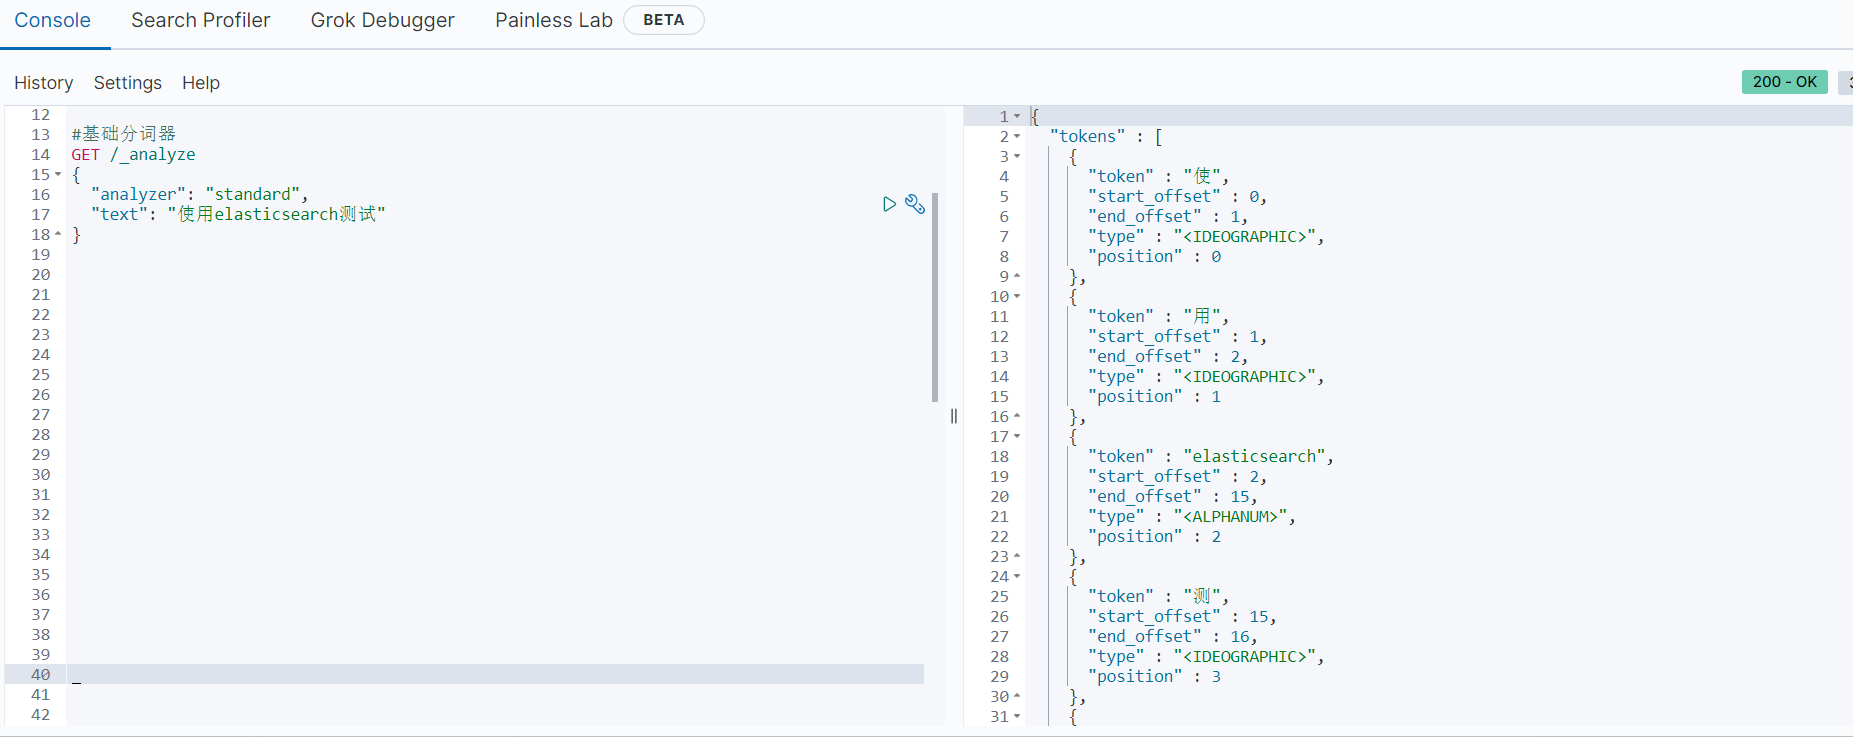 Console Search Profiler Grok Debugger Painless Lab BETA
History Settings Help
200 - OK
12
13 #基础分词器
14 GET /_analyze
15 {
16 "analyzer": "standard",
17 "text": "使用elasticsearch测试"
18 }
19
20
21
22
23
24
25
26
27
28
29
30
31
32
33
34
35
36
37
38
39
40
41
42
1 {
2 "tokens" : [
3 {
4 "token" : "使",
5 "start_offset" : 0,
6 "end_offset" : 1,
7 "type" : "<IDEOGRAPHIC>",
8 "position" : 0
9 },
10 {
11 "token" : "用",
12 "start_offset" : 1,
13 "end_offset" : 2,
14 "type" : "<IDEOGRAPHIC>",
15 "position" : 1
16 },
17 {
18 "token" : "elasticsearch",
19 "start_offset" : 2,
20 "end_offset" : 15,
21 "type" : "<ALPHANUM>",
22 "position" : 2
23 },
24 {
25 "token" : "测",
26 "start_offset" : 15,
27 "end_offset" : 16,
28 "type" : "<IDEOGRAPHIC>",
29 "position" : 3
30 },
31 {